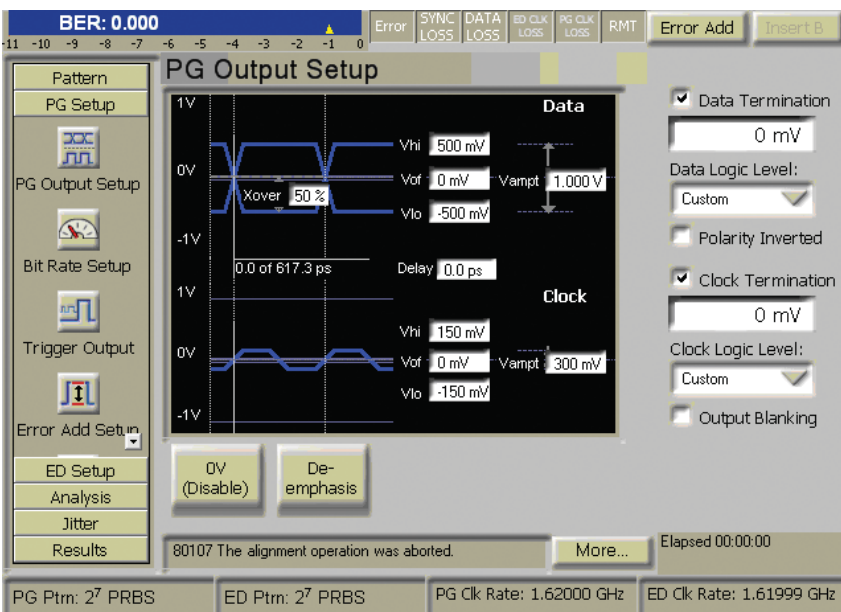 BER: 0.000
-11 -10 -9 -8 -7 -6 -5 -4 -3 -2 -1 0
Error
SYNC LOSS
DATA LOSS
ED CLK LOSS
PG CLK LOSS
RMT
Error Add
Insert B
Pattern
PG Setup
PG Output Setup
Bit Rate Setup
Trigger Output
Error Add Setup
ED Setup
Analysis
Jitter
Results
PG Output Setup
1V
Data
Vhi 500 mV
0V
Vof 0 mV Vampt 1.000 V
Xover 50 %
Vlo -500 mV
-1V
0.0 of 617.3 ps
Delay 0.0 ps
1V
Clock
Vhi 150 mV
0V
Vof 0 mV Vampt 300 mV
Vlo -150 mV
-1V
0V (Disable)
De-emphasis
Data Termination
0 mV
Data Logic Level:
Custom
Polarity Inverted
Clock Termination
0 mV
Clock Logic Level:
Custom
Output Blanking
80107 The alignment operation was aborted.
More...
Elapsed 00:00:00
PG Ptrn: 2⁷ PRBS
ED Ptrn: 2⁷ PRBS
PG Clk Rate: 1.62000 GHz
ED Clk Rate: 1.61999 GHz